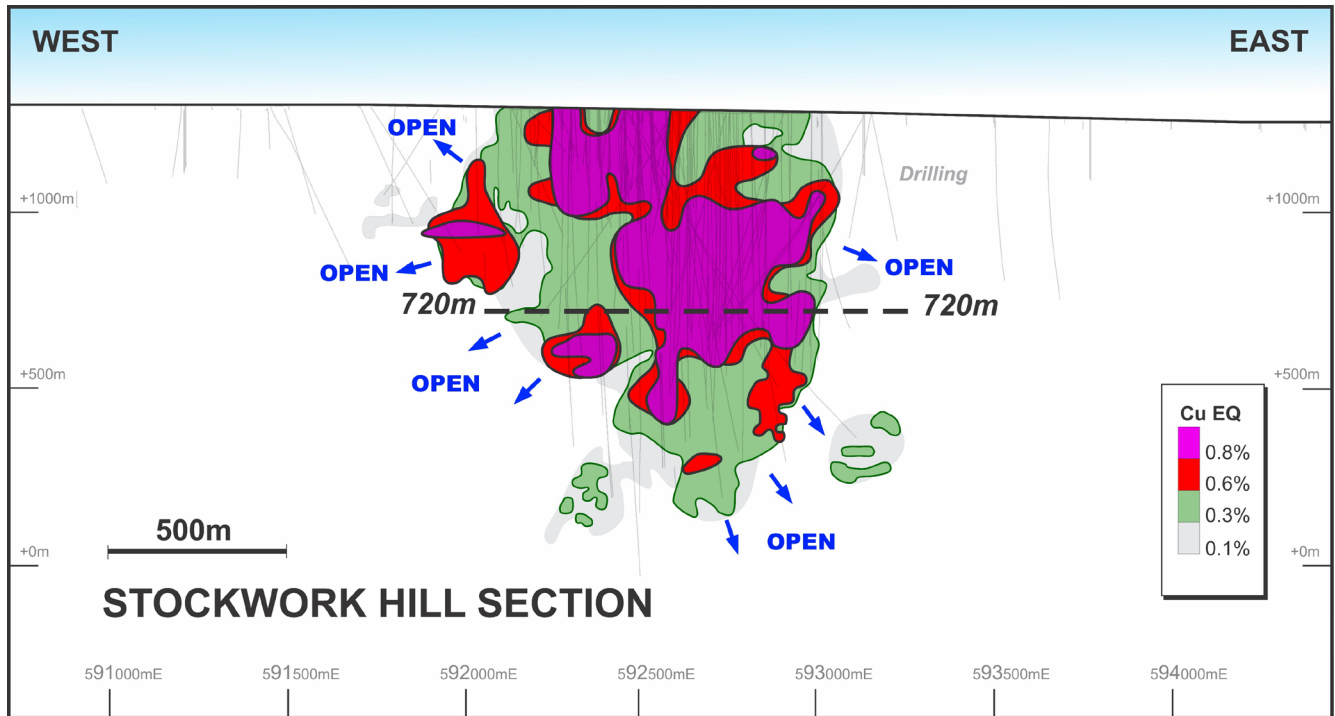 WEST
EAST
OPEN
Drilling
+1000m
+1000m
OPEN
OPEN
720m
720m
+500m
+500m
OPEN
Cu EQ
0.8%
0.6%
0.3%
0.1%
500m
OPEN
+0m
+0m
STOCKWORK HILL SECTION
591000mE
591500mE
592000mE
592500mE
593000mE
593500mE
594000mE